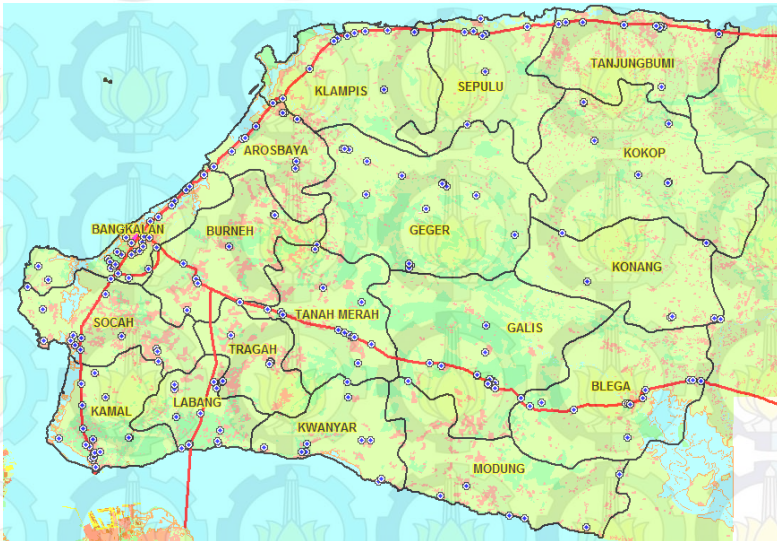 TANJUNGBUMI
KLAMPIS
SEPULU
AROSBAYA
KOKOP
BANGKALAN
BURNEH
GEGER
KONANG
SOCAH
TANAH MERAH
GALIS
TRAGAH
BLEGA
LABANG
KAMAL
KWANYAR
MODUNG